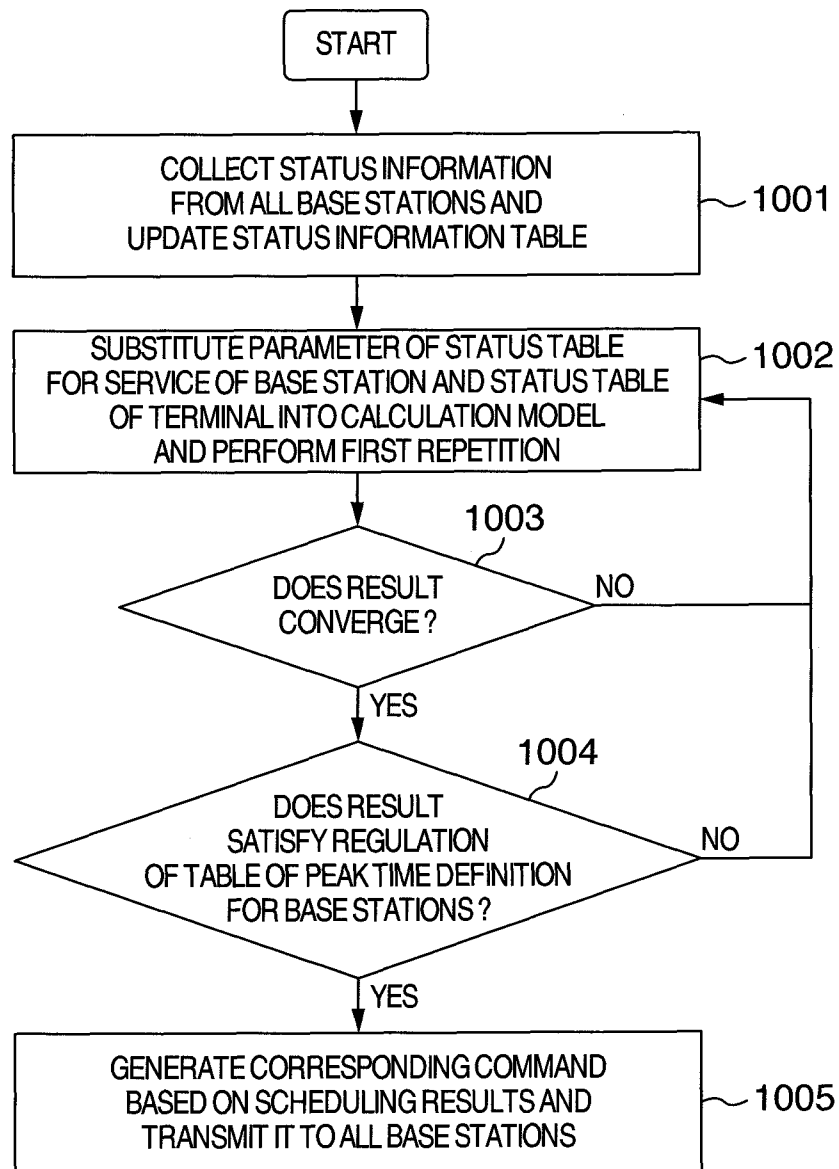 START
COLLECT STATUS INFORMATION
FROM ALL BASE STATIONS AND
UPDATE STATUS INFORMATION TABLE
1001
SUBSTITUTE PARAMETER OF STATUS TABLE
FOR SERVICE OF BASE STATION AND STATUS TABLE
OF TERMINAL INTO CALCULATION MODEL
AND PERFORM FIRST REPETITION
1002
1003
DOES RESULT
CONVERGE ?
NO
YES
1004
DOES RESULT
SATISFY REGULATION
OF TABLE OF PEAK TIME DEFINITION
FOR BASE STATIONS ?
NO
YES
GENERATE CORRESPONDING COMMAND
BASED ON SCHEDULING RESULTS AND
TRANSMIT IT TO ALL BASE STATIONS
1005